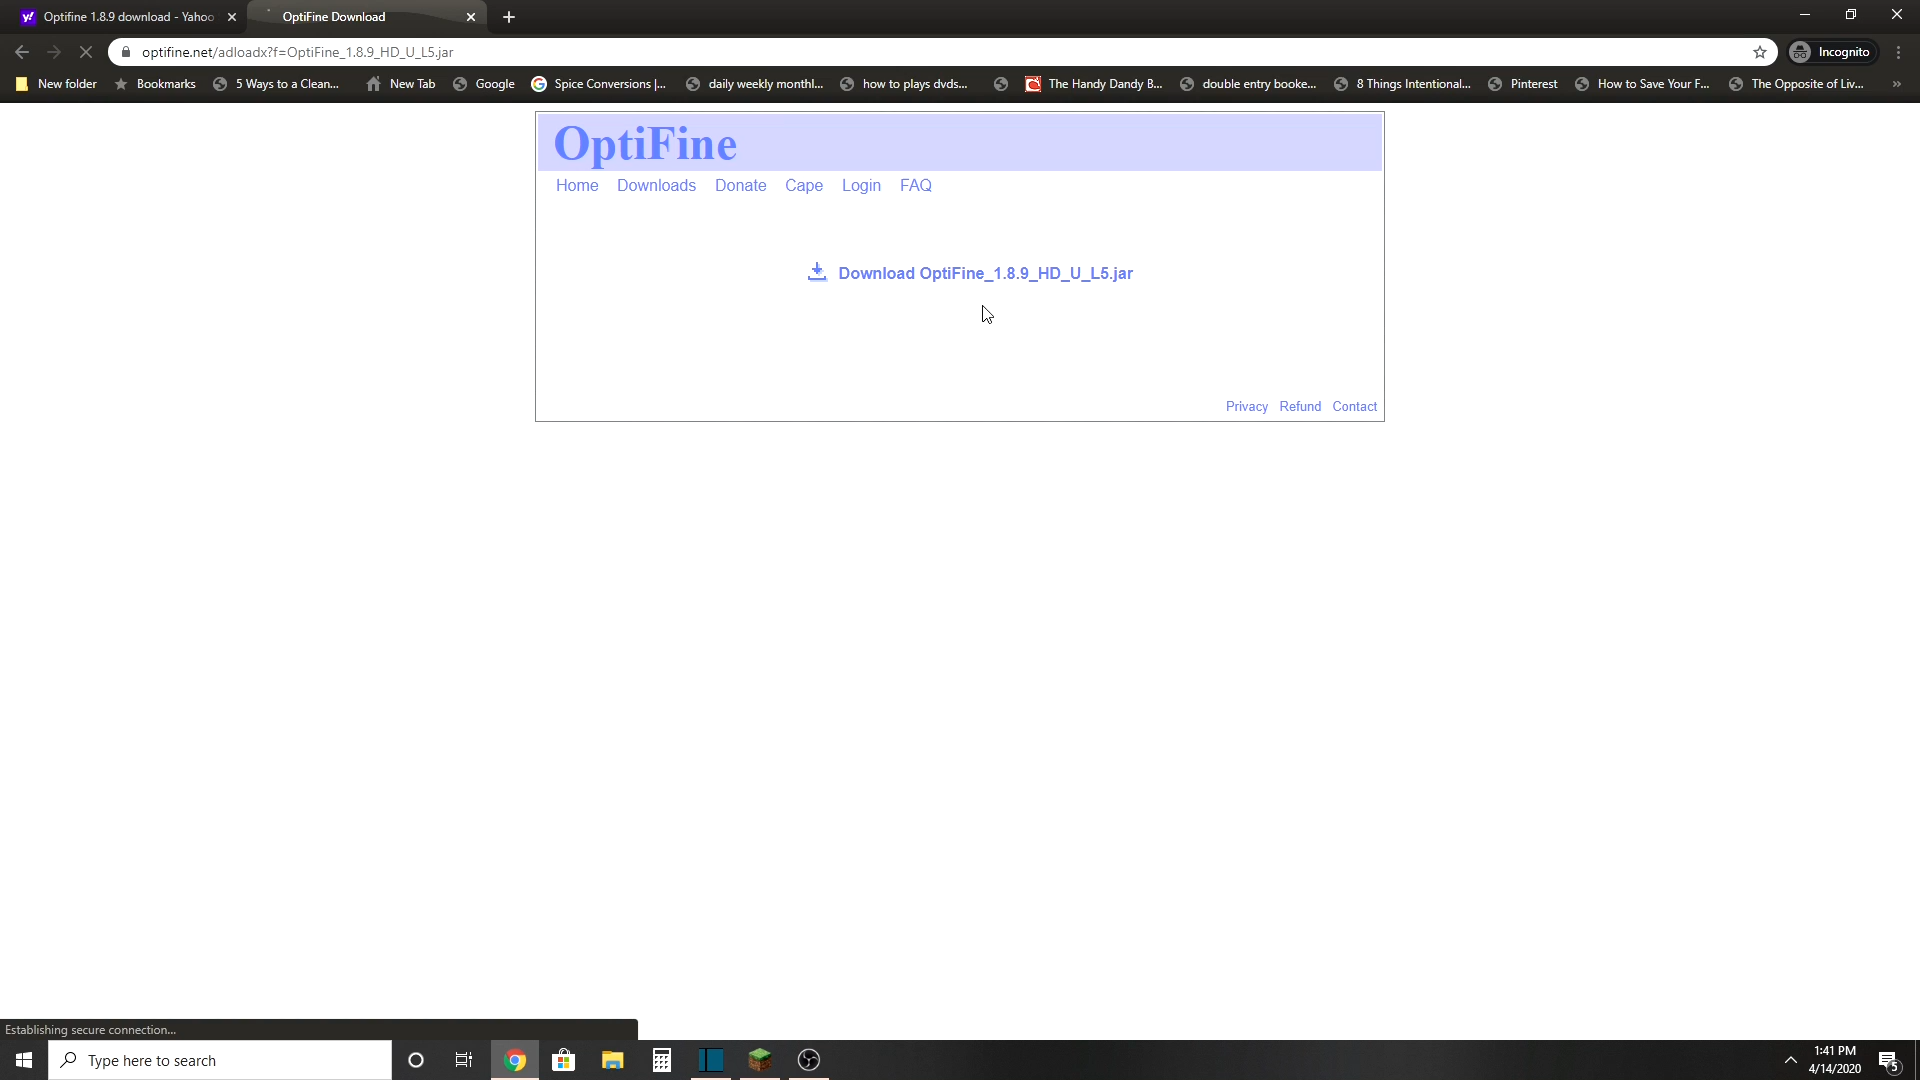 Optifine 1.8.9 download - Yahoo
OptiFine Download
optifine.net/adloadx?f=OptiFine_1.8.9_HD_U_L5.jar
Incognito
New folder
Bookmarks
5 Ways to a Clean...
New Tab
Google
Spice Conversions |...
daily weekly monthl...
how to plays dvds...
The Handy Dandy B...
double entry booke...
8 Things Intentional...
Pinterest
How to Save Your F...
The Opposite of Liv...
»
OptiFine
Home Downloads Donate Cape Login FAQ
Download OptiFine_1.8.9_HD_U_L5.jar
Privacy Refund Contact
Establishing secure connection...
Type here to search
1:41 PM
4/14/2020
5